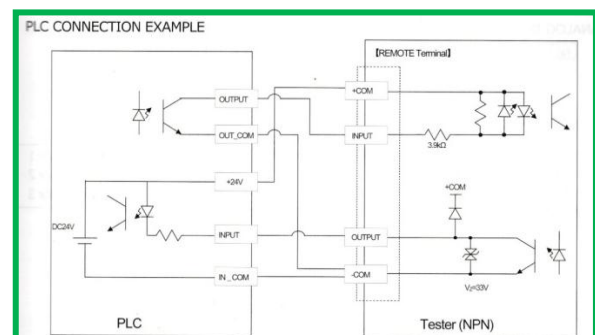 PLC CONNECTION EXAMPLE
【REMOTE Terminal】
+COM
OUTPUT
OUT_COM
INPUT
3.9kΩ
+24V
+COM
DC24V
INPUT
OUTPUT
IN_COM
-COM
Vz=33V
PLC
Tester (NPN)